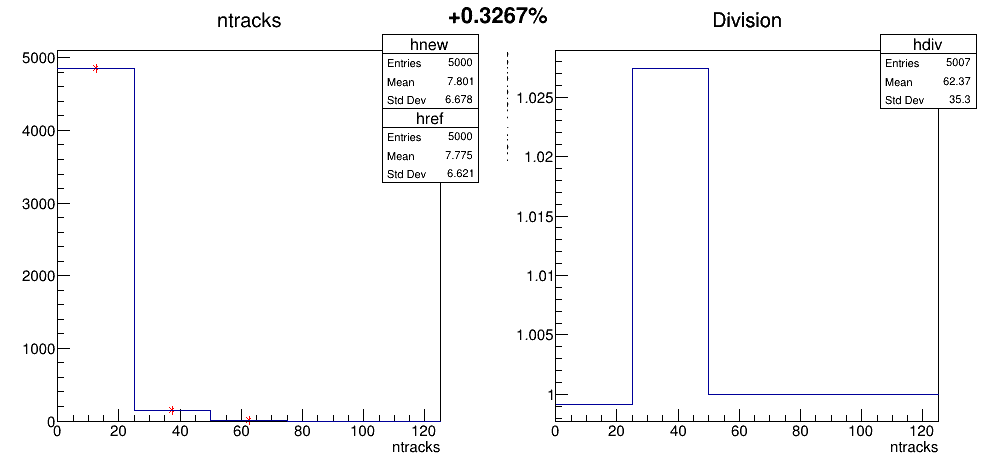 +0.3267%
ntracks
hnew
Entries 5000
Mean 7.801
Std Dev 6.678
href
Entries 5000
Mean 7.775
Std Dev 6.621
5000
4000
3000
2000
1000
0
0 20 40 60 80 100 120
ntracks
Division
hdiv
Entries 5007
Mean 62.37
Std Dev 35.3
1.025
1.02
1.015
1.01
1.005
1
0 20 40 60 80 100 120
ntracks